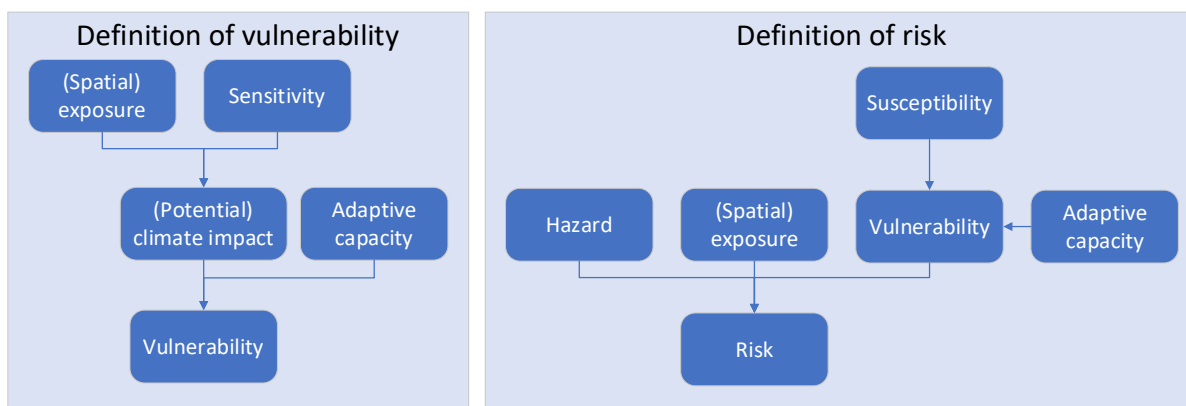 Definition of vulnerability
(Spatial)
exposure
Sensitivity
(Potential)
climate impact
Adaptive
capacity
Vulnerability
Definition of risk
Susceptibility
Hazard
(Spatial)
exposure
Vulnerability
Adaptive
capacity
Risk